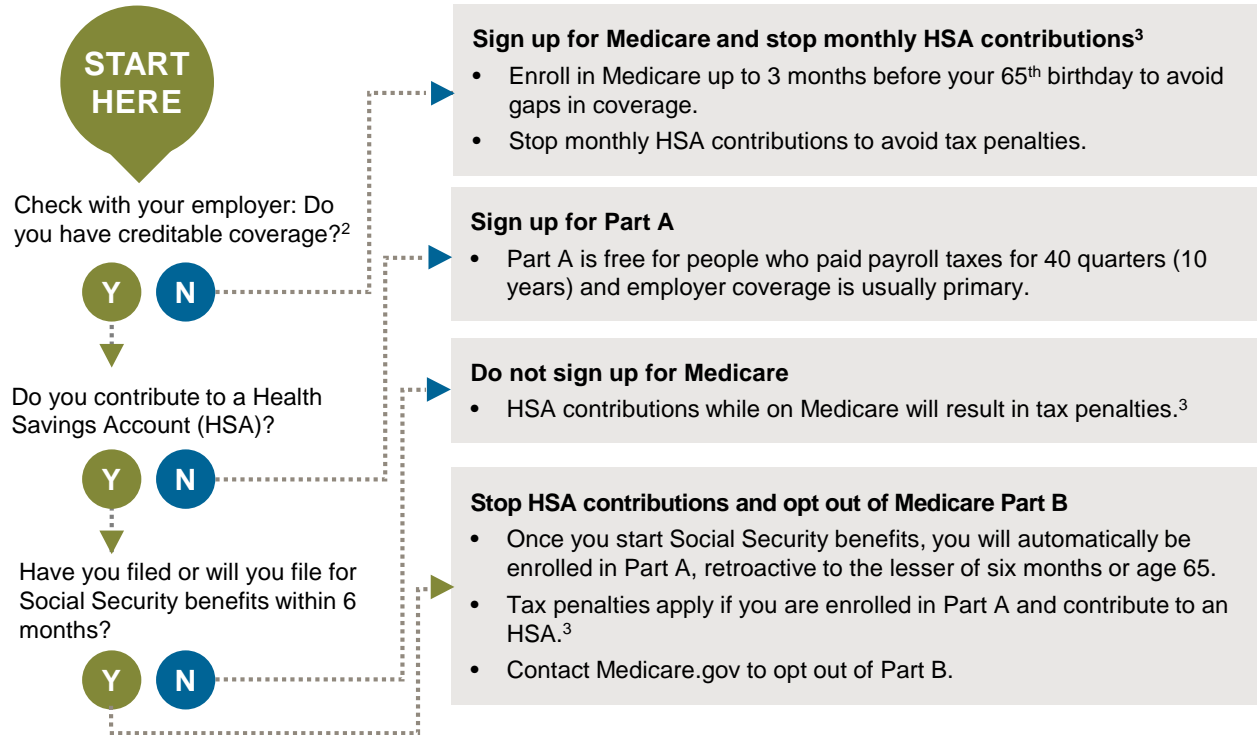 START
HERE
Check with your employer: Do
you have creditable coverage?²
Y N
Do you contribute to a Health
Savings Account (HSA)?
Y N
Have you filed or will you file for
Social Security benefits within 6
months?
Y N
Sign up for Medicare and stop monthly HSA contributions³
• Enroll in Medicare up to 3 months before your 65th birthday to avoid
gaps in coverage.
• Stop monthly HSA contributions to avoid tax penalties.
Sign up for Part A
• Part A is free for people who paid payroll taxes for 40 quarters (10
years) and employer coverage is usually primary.
Do not sign up for Medicare
• HSA contributions while on Medicare will result in tax penalties.³
Stop HSA contributions and opt out of Medicare Part B
• Once you start Social Security benefits, you will automatically be
enrolled in Part A, retroactive to the lesser of six months or age 65.
• Tax penalties apply if you are enrolled in Part A and contribute to an
HSA.³
• Contact Medicare.gov to opt out of Part B.